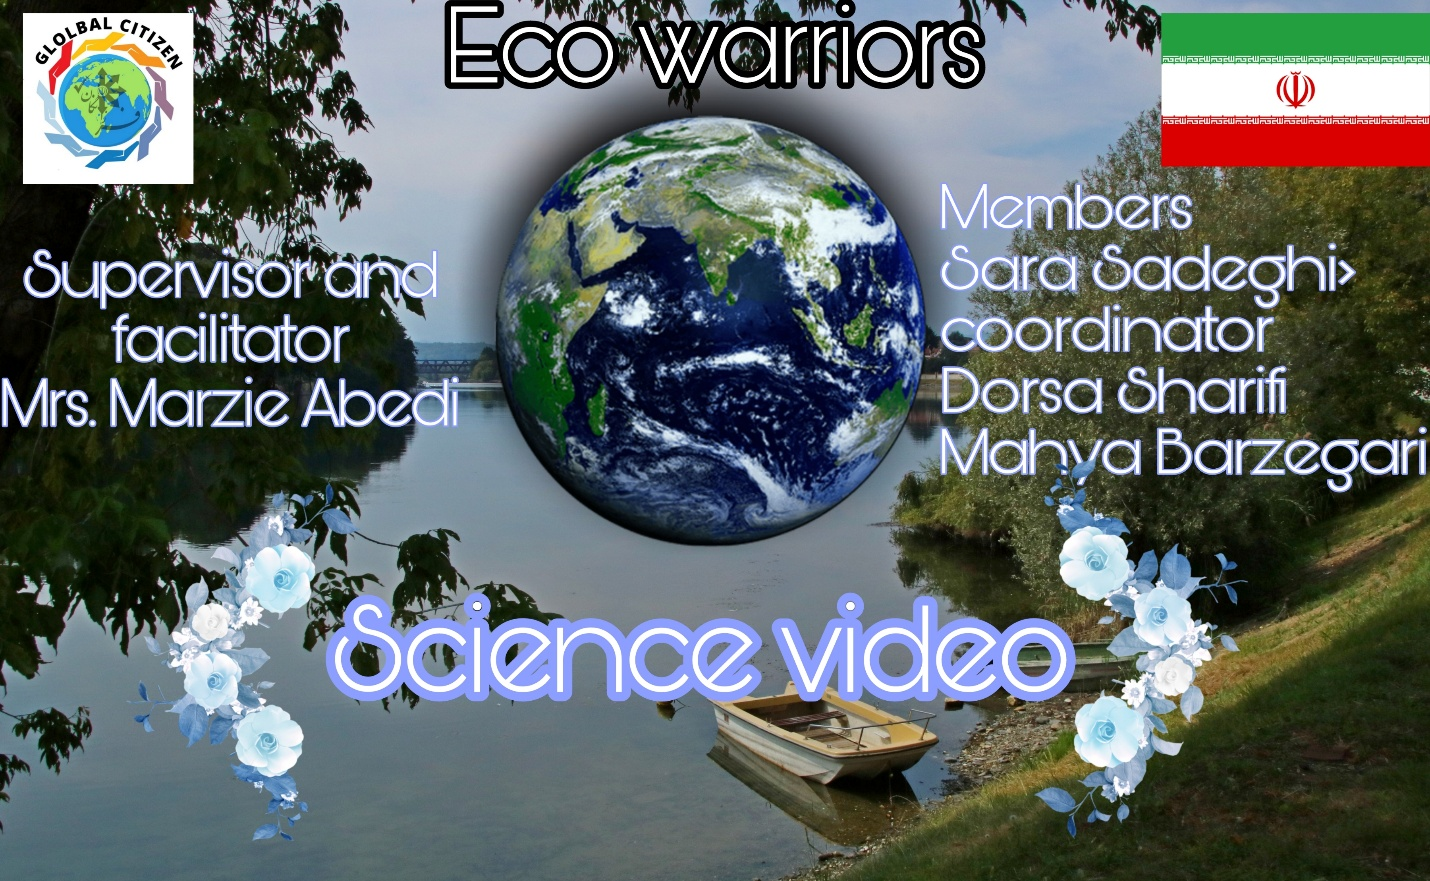 GLOLBAL CITIZEN
Eco warriors
Supervisor and
facilitator
Mrs. Marzie Abedi
Members
Sara Sadeghi>
coordinator
Dorsa Sharifi
Mahya Barzegari
Science video